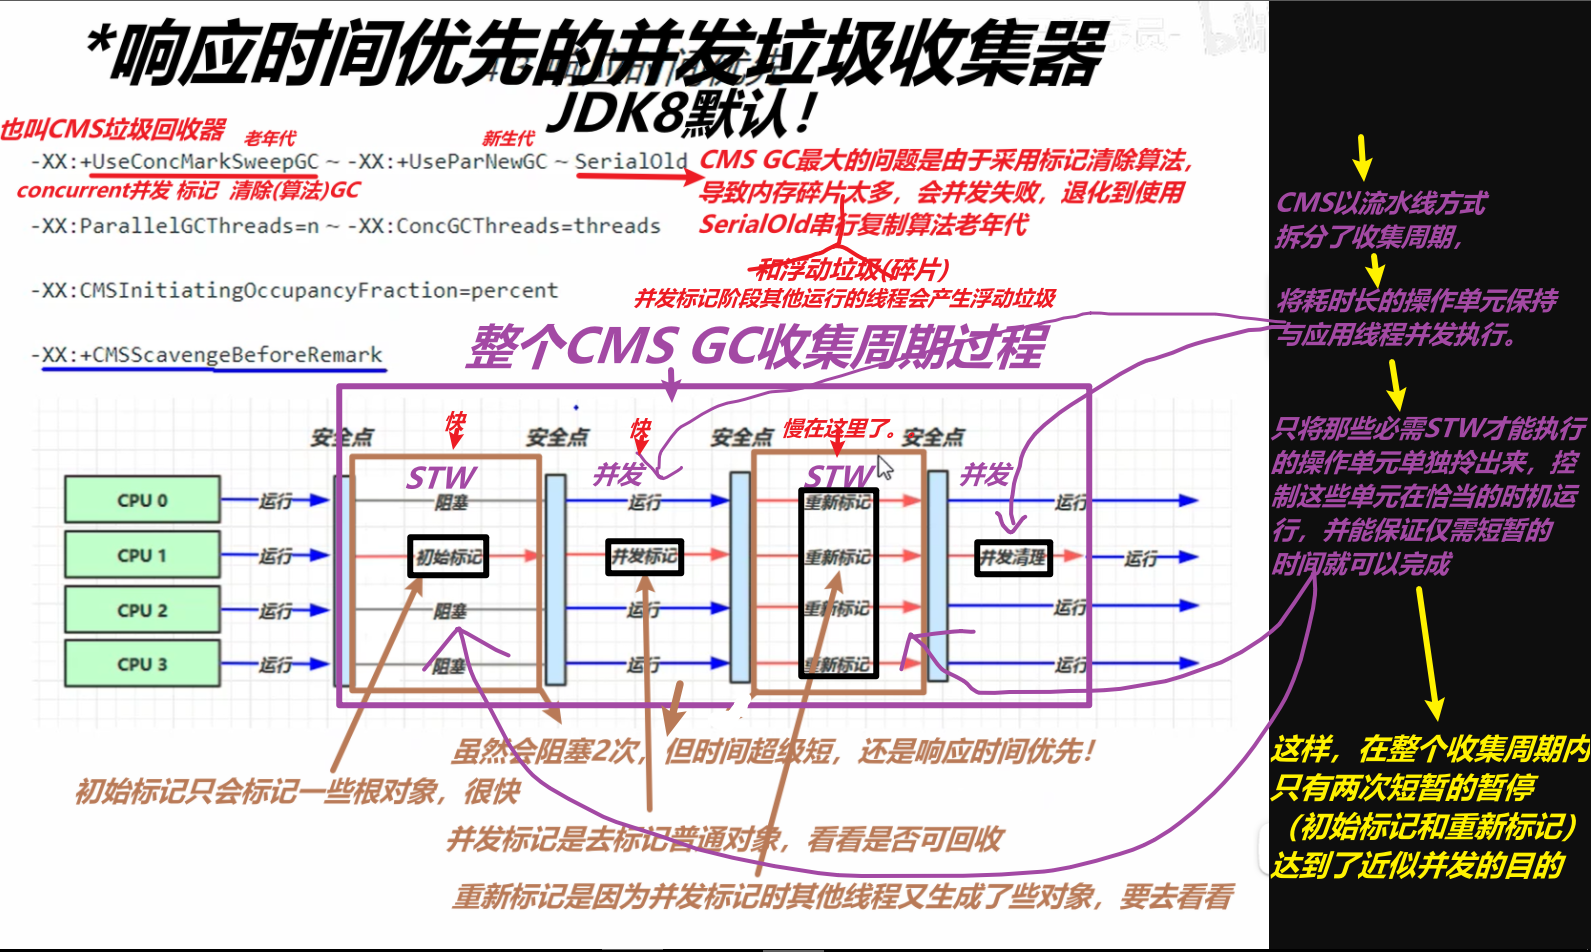 *响应时间优先的并发垃圾收集器
JDK8默认！
也叫CMS垃圾回收器
老年代
新生代
-XX:+UseConcMarkSweepGC ~ -XX:+UseParNewGC ~ SerialOld
concurrent并发 标记 清除(算法)GC
CMS GC最大的问题是由于采用标记清除算法，
导致内存碎片太多，会并发失败，退化到使用
SerialOld串行复制算法老年代
-XX:ParallelGCThreads=n ~ -XX:ConcGCThreads=threads
和浮动垃圾(碎片)
并发标记阶段其他运行的线程会产生浮动垃圾
-XX:CMSInitiatingOccupancyFraction=percent
-XX:+CMSScavengeBeforeRemark
整个CMS GC收集周期过程
快
快
慢在这里了。
安全点
安全点
安全点
安全点
STW
并发
STW
并发
CPU 0
运行
阻塞
运行
重新标记
运行
CPU 1
运行
初始标记
并发标记
重新标记
并发清理
运行
CPU 2
运行
阻塞
运行
重新标记
运行
CPU 3
运行
阻塞
运行
重新标记
运行
虽然会阻塞2次，但时间超级短，还是响应时间优先！
初始标记只会标记一些根对象，很快
并发标记是去标记普通对象，看看是否可回收
重新标记是因为并发标记时其他线程又生成了些对象，要去看看
CMS以流水线方式
拆分了收集周期，
将耗时长的操作单元保持
与应用线程并发执行。
只将那些必需STW才能执行
的操作单元单独拎出来，控
制这些单元在恰当的时机运
行，并能保证仅需短暂的
时间就可以完成
这样，在整个收集周期内
只有两次短暂的暂停
（初始标记和重新标记）
达到了近似并发的目的